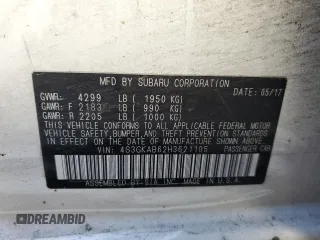 MFD BY SUBARU CORPORATION
GVWR: 4299 LB ( 1950 KG) DATE: 05/17
GAWR: F 2183 LB ( 990 KG)
GAWR: R 2205 LB ( 1000 KG)
THIS VEHICLE CONFORMS TO ALL APPLICABLE FEDERAL MOTOR
VEHICLE SAFETY, BUMPER, AND THEFT PREVENTION STANDARDS
IN EFFECT ON THE DATE OF MANUFACTURE SHOWN ABOVE.
VIN: 4S3GKAB62H3621105 PASSENGER CAR
ASSEMBLED BY SIA, INC. IN U.S.A.